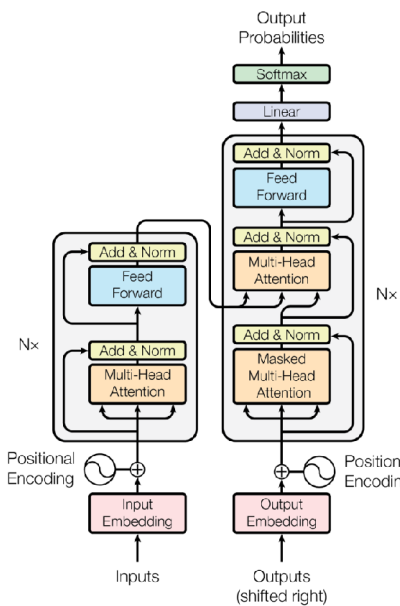 Output
Probabilities
Softmax
Linear
Add & Norm
Feed
Forward
Add & Norm
Multi-Head
Attention
Add & Norm
Masked
Multi-Head
Attention
Nx
Positional
Encoding
Output
Embedding
Outputs
(shifted right)
Add & Norm
Feed
Forward
Add & Norm
Multi-Head
Attention
Nx
Positional
Encoding
Input
Embedding
Inputs